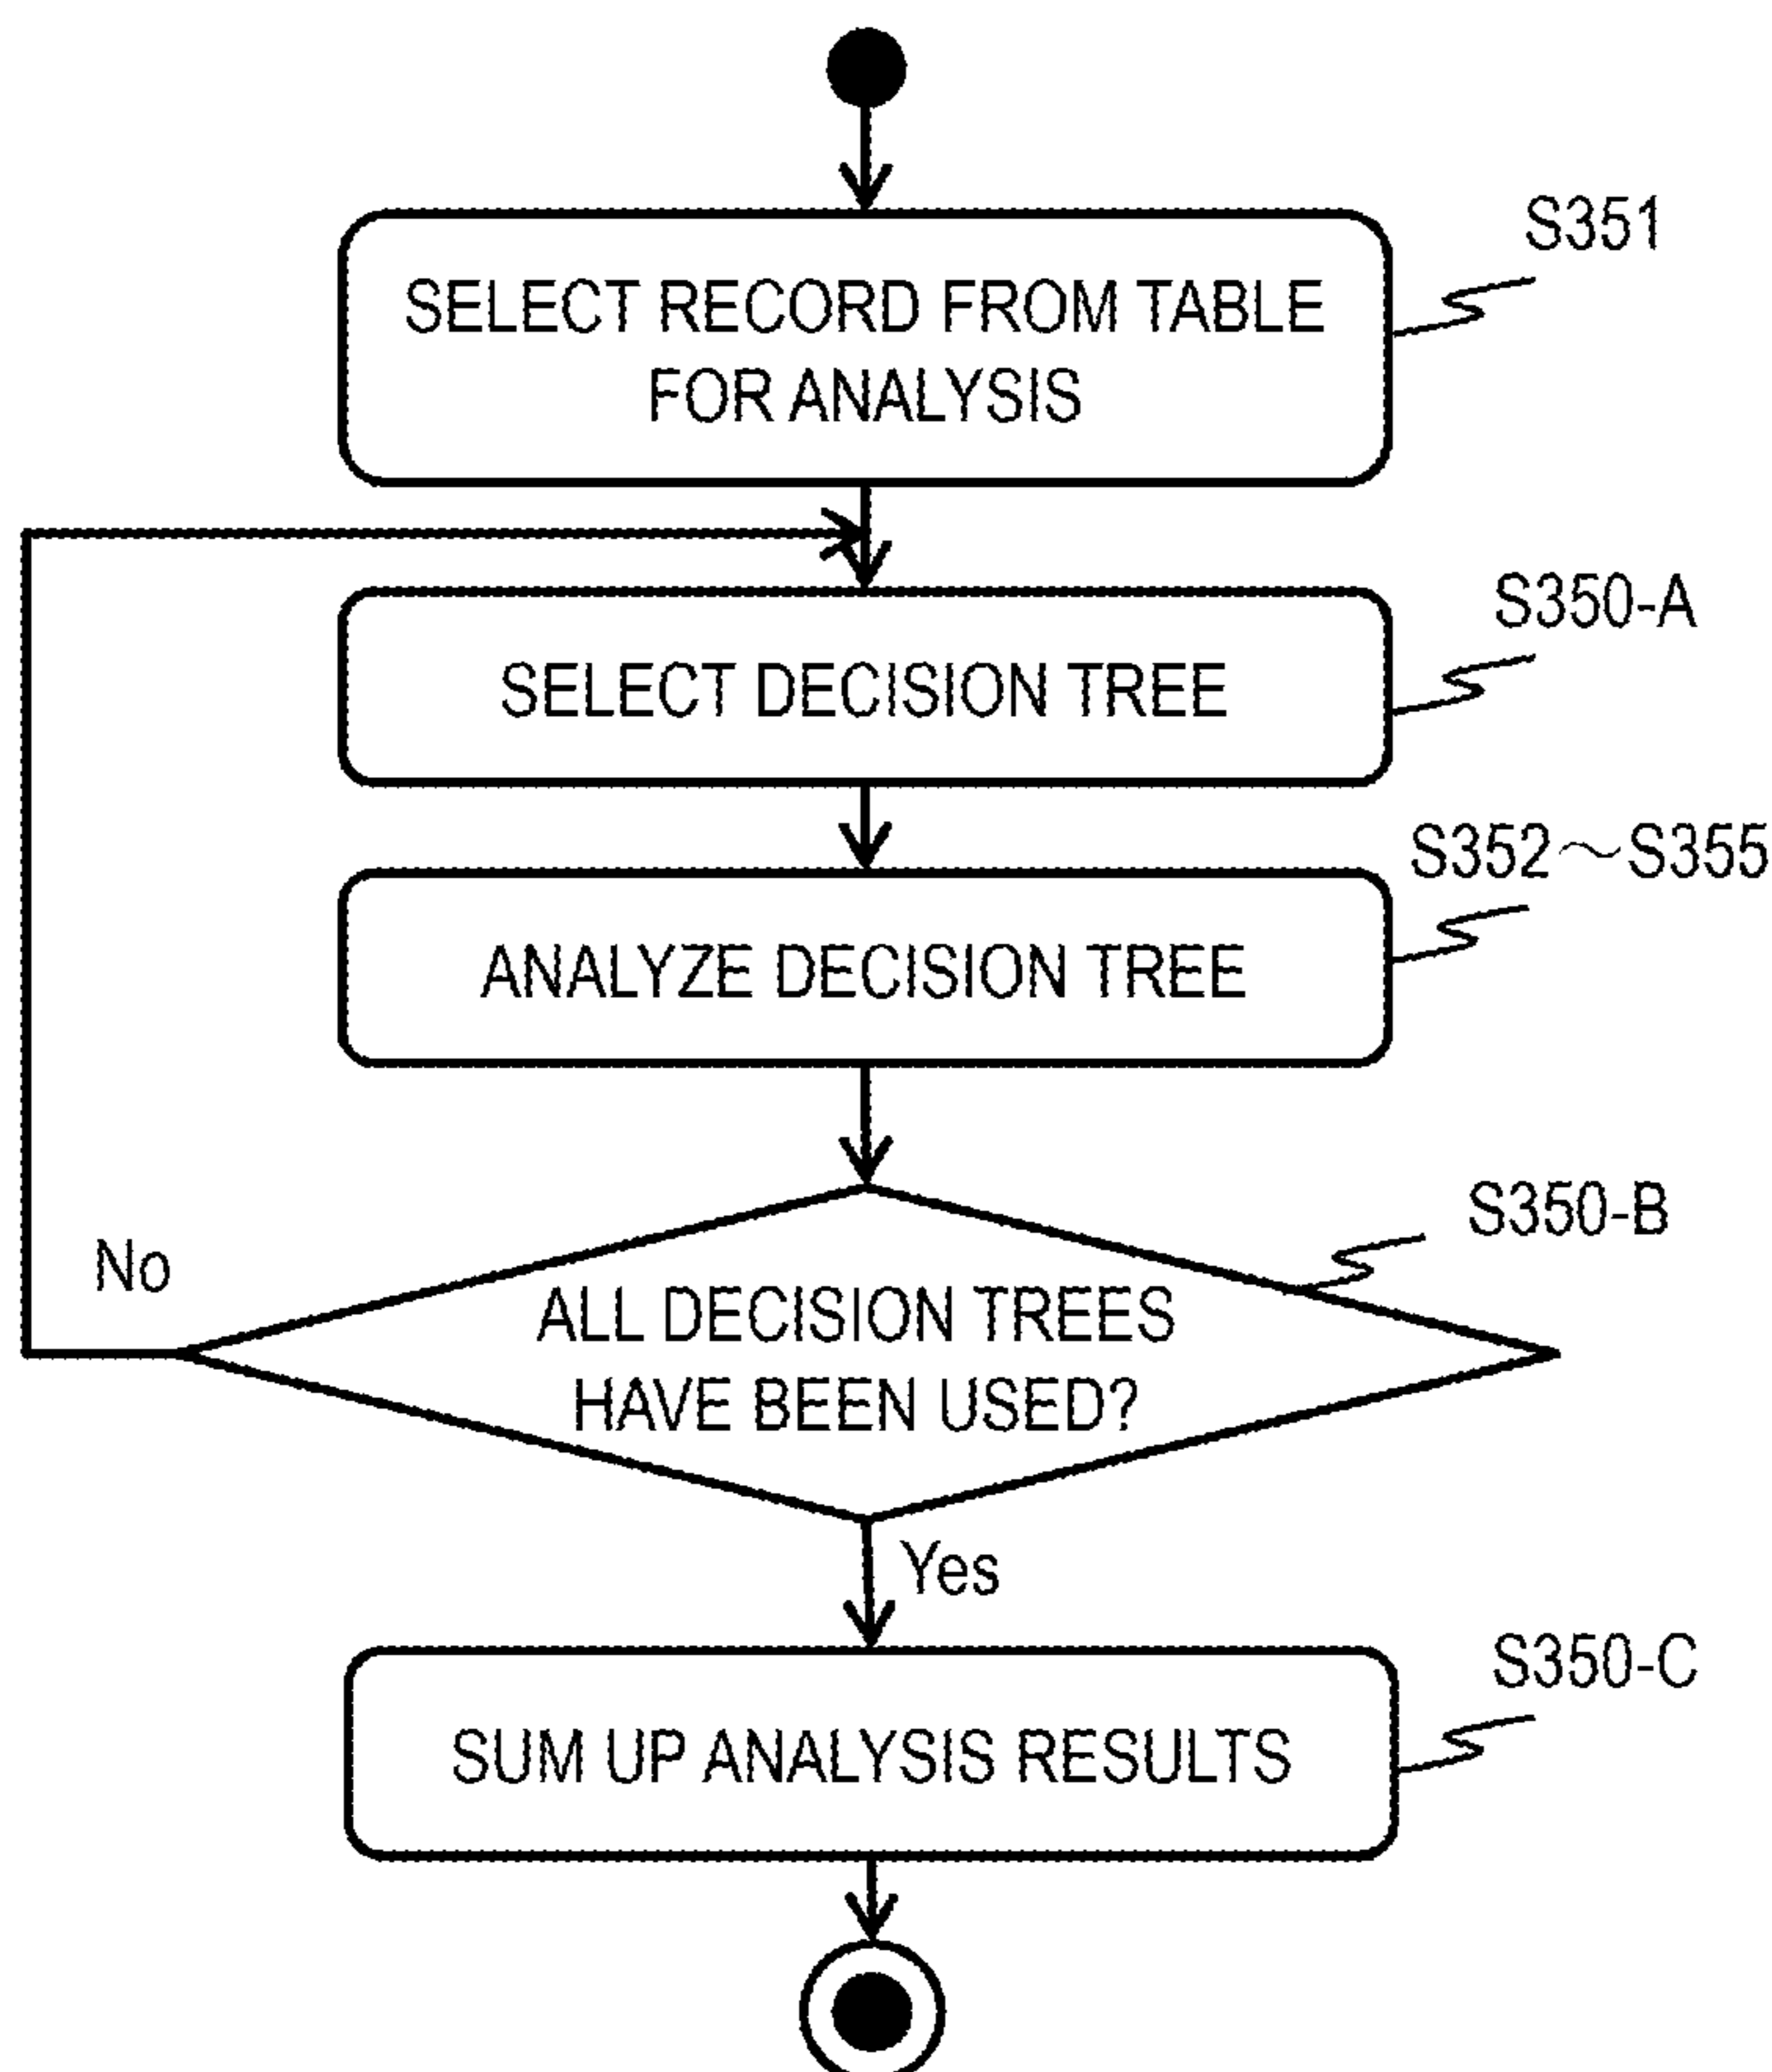 S351
SELECT RECORD FROM TABLE
FOR ANALYSIS
S350-A
SELECT DECISION TREE
S352～S355
ANALYZE DECISION TREE
S350-B
No
ALL DECISION TREES
HAVE BEEN USED?
Yes
S350-C
SUM UP ANALYSIS RESULTS